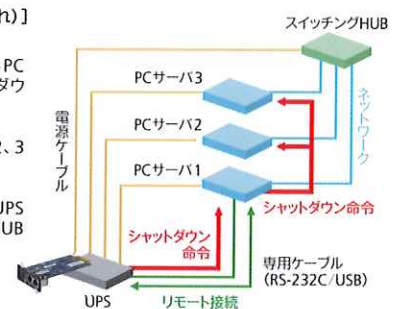 れ)]
PC
ダウ
2、3
UPS
UB
スイッチングHUB
PCサーバ3
PCサーバ2
PCサーバ1
電源ケーブル
ネットワーク
シャットダウン命令
シャットダウン
命令
専用ケーブル
(RS-232C/USB)
UPS
リモート接続